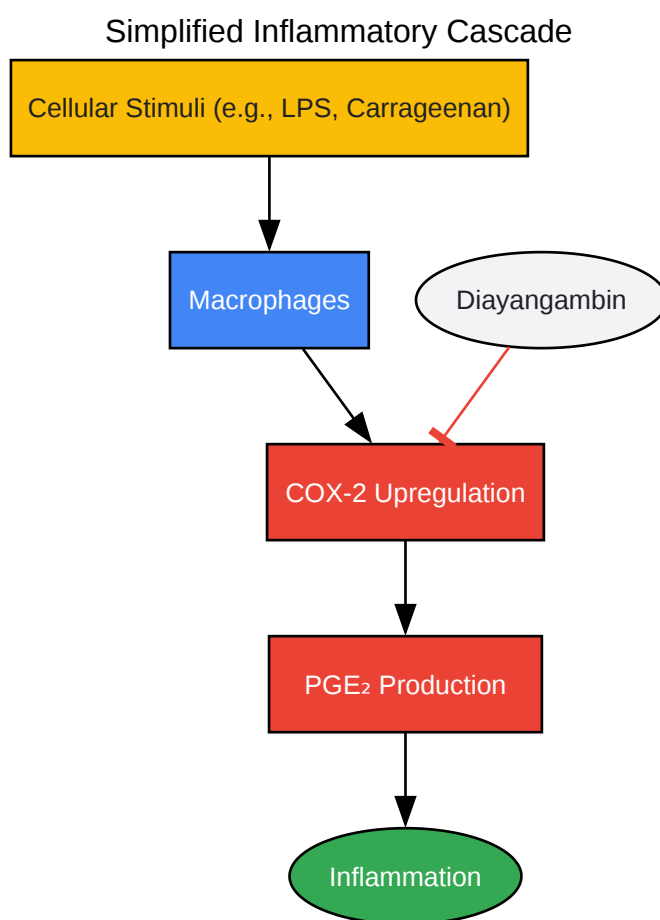 Simplified Inflammatory Cascade
Cellular Stimuli (e.g., LPS, Carrageenan)
Macrophages
Diayangambin
COX-2 Upregulation
PGE₂ Production
Inflammation